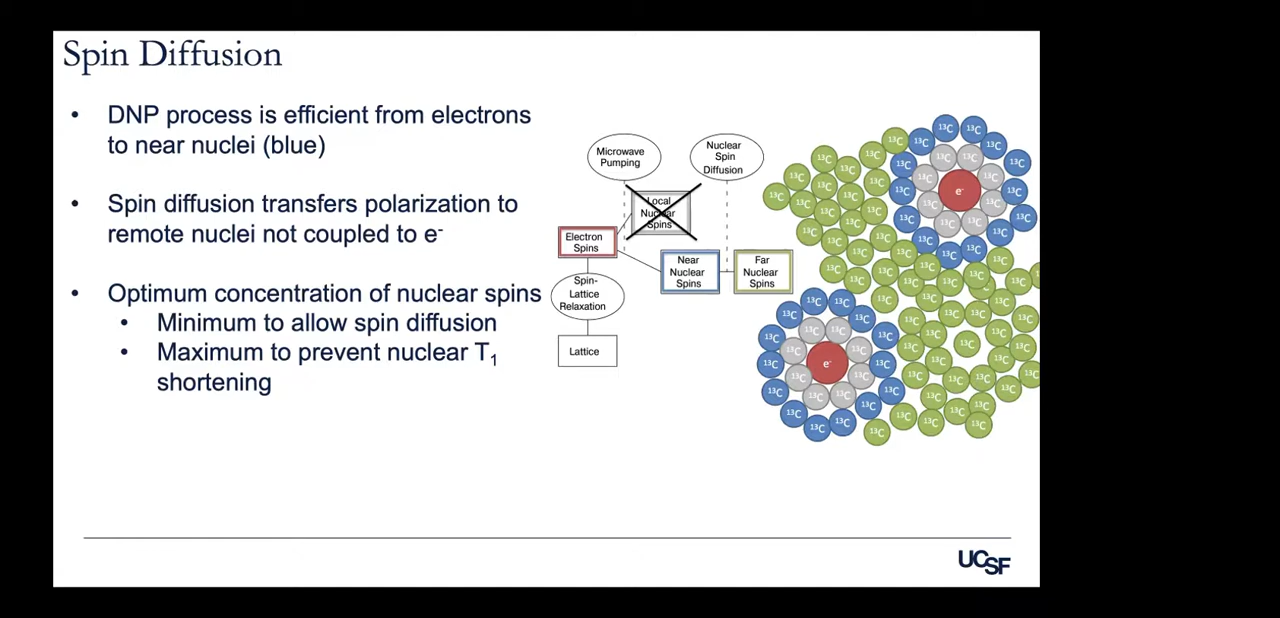 Spin Diffusion
• DNP process is efficient from electrons
to near nuclei (blue)
• Spin diffusion transfers polarization to
remote nuclei not coupled to e-
• Optimum concentration of nuclear spins
• Minimum to allow spin diffusion
• Maximum to prevent nuclear T1
shortening
Microwave
Pumping
Nuclear
Spin
Diffusion
Local
Nuclear
Spins
Electron
Spins
Near
Nuclear
Spins
Far
Nuclear
Spins
Spin-
Lattice
Relaxation
Lattice
e-
e-
13C
UCSF